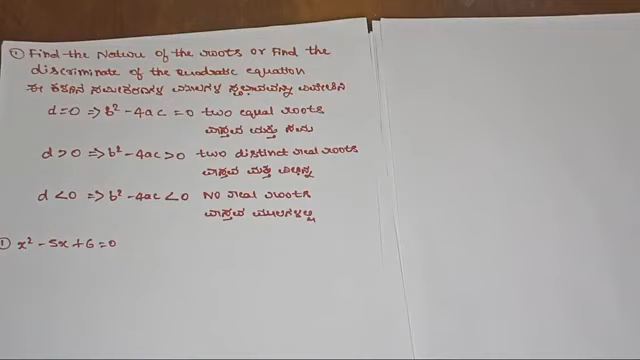 ① Find the Nature of the roots or Find the
discriminate of the Quadratic equation
ಈ ಕೆಳಗಿನ ಸಮೀಕರಣಗಳ ಮೂಲಗಳ ಸ್ವಭಾವವನ್ನು ವಿವೇಚಿಸಿ
d=0 => b² - 4ac = 0 two equal roots
ವಾಸ್ತವ ಮತ್ತು ಸಮ
d>0 => b² - 4ac > 0 two distinct real roots
ವಾಸ್ತವ ಮತ್ತು ವಿಭಿನ್ನ
d<0 => b² - 4ac < 0 No real roots
ವಾಸ್ತವ ಮೂಲಗಳಿಲ್ಲ
① x² - 5x + 6 = 0